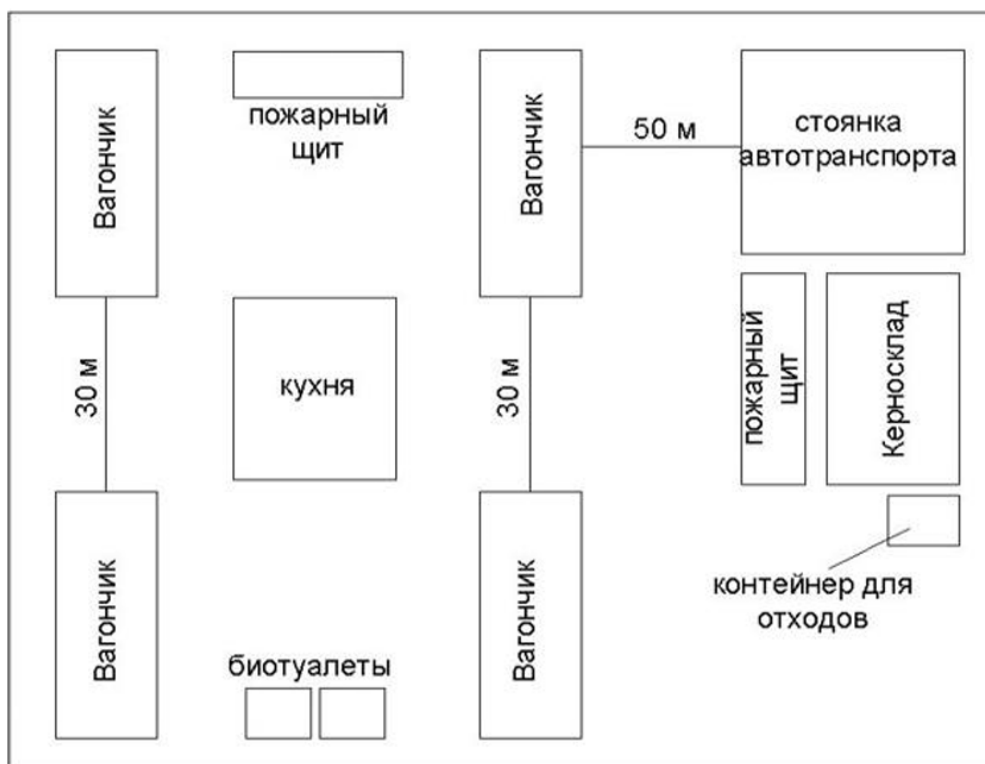 Вагончик
пожарный
щит
Вагончик
50 м
стоянка
автотранспорта
30 м
кухня
30 м
пожарный
щит
Керносклад
Вагончик
биотуалеты
Вагончик
контейнер для
отходов